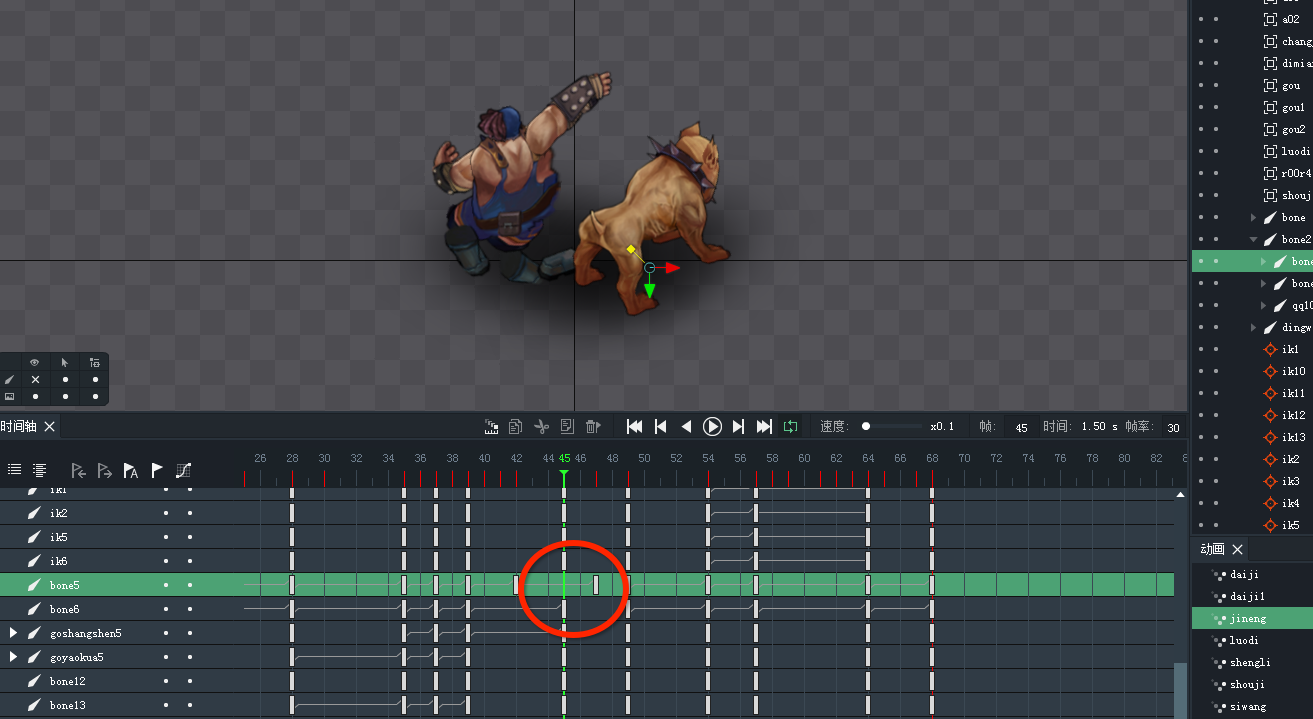 a02
chang
dimia
gou
gou1
gou2
luodi
r00r4
shouj
bone
bone2
bone
bone
qq10
dingw
ik1
ik10
ik11
ik12
ik13
ik2
ik3
ik4
ik5
时间轴
速度: x0.1 帧: 45 时间: 1.50 s 帧率: 30
26 28 30 32 34 36 38 40 42 44 45 46 48 50 52 54 56 58 60 62 64 66 68 70 72 74 76 78 80 82 8
ik1
ik2
ik5
ik6
bone5
bone6
goshangshen5
goyaokua5
bone12
bone13
动画
daiji
daiji1
jineng
luodi
shengli
shouji
siwang